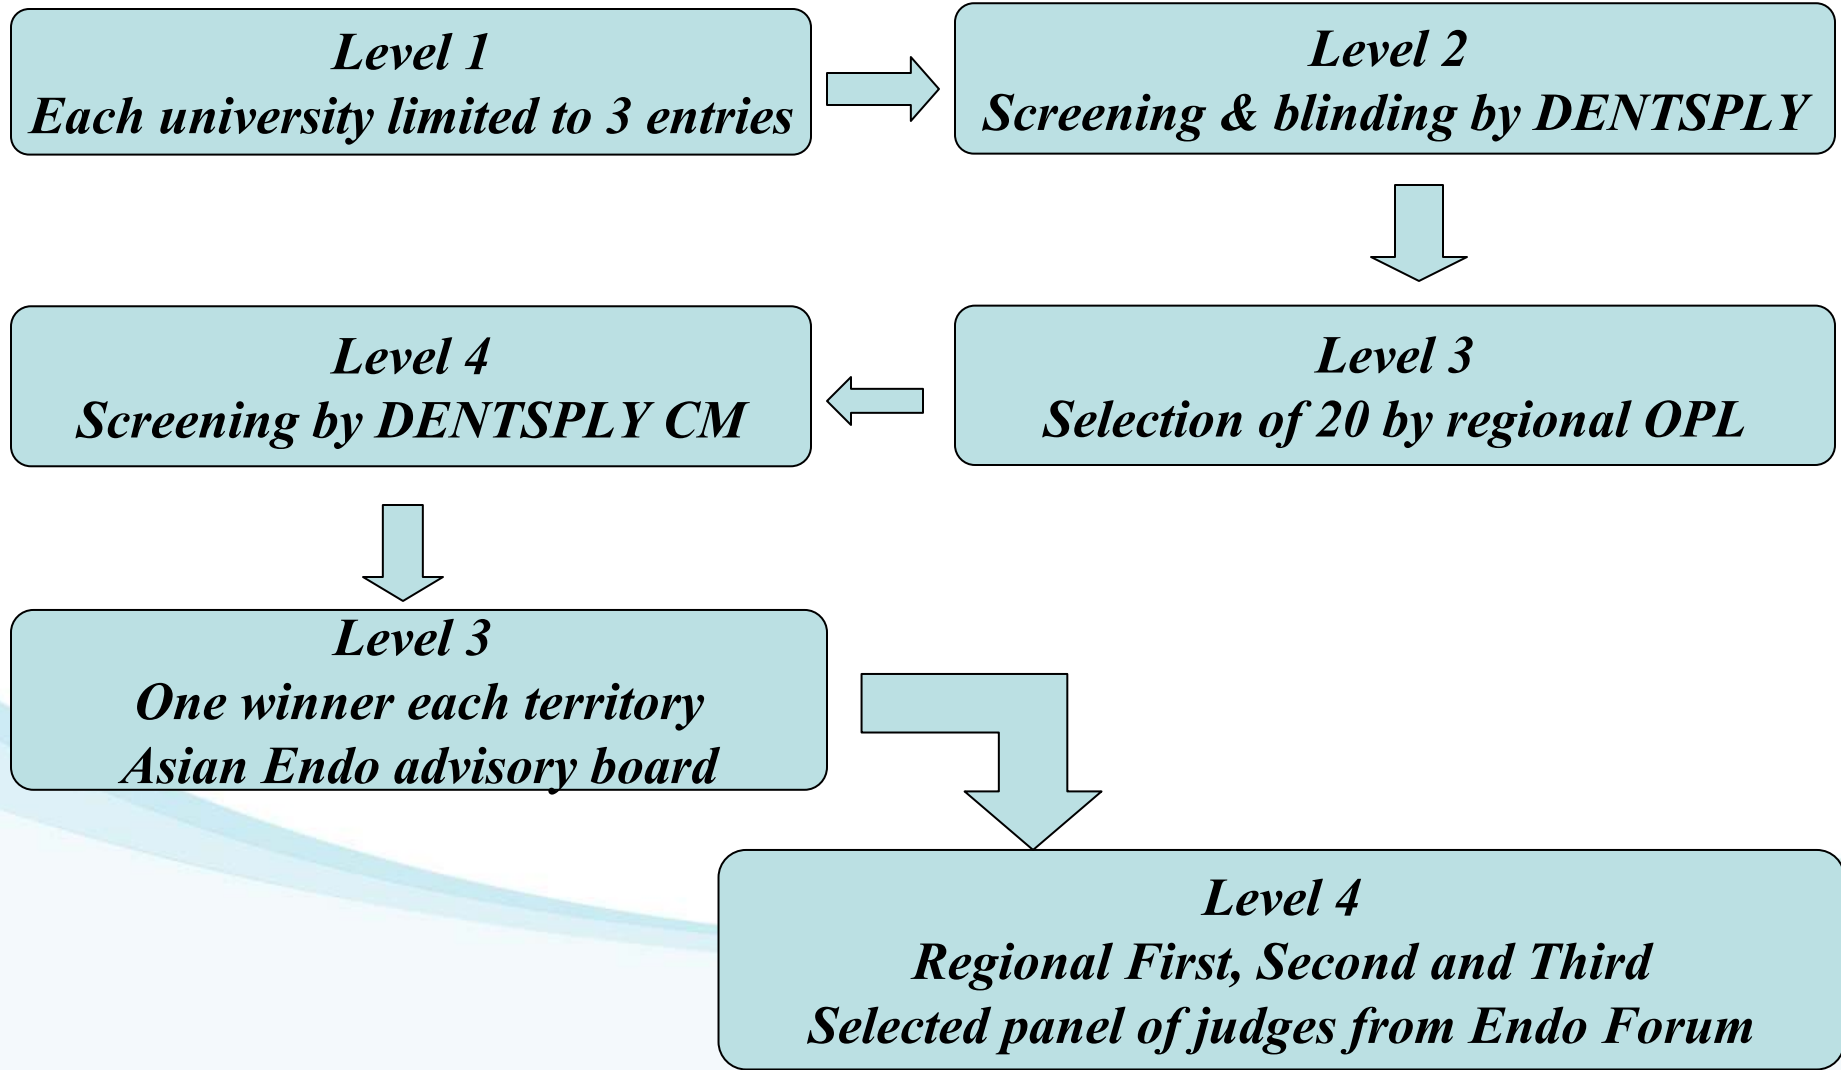 Level 1
Each university limited to 3 entries
Level 2
Screening & blinding by DENTSPLY
Level 3
Selection of 20 by regional OPL
Level 4
Screening by DENTSPLY CM
Level 3
One winner each territory
Asian Endo advisory board
Level 4
Regional First, Second and Third
Selected panel of judges from Endo Forum